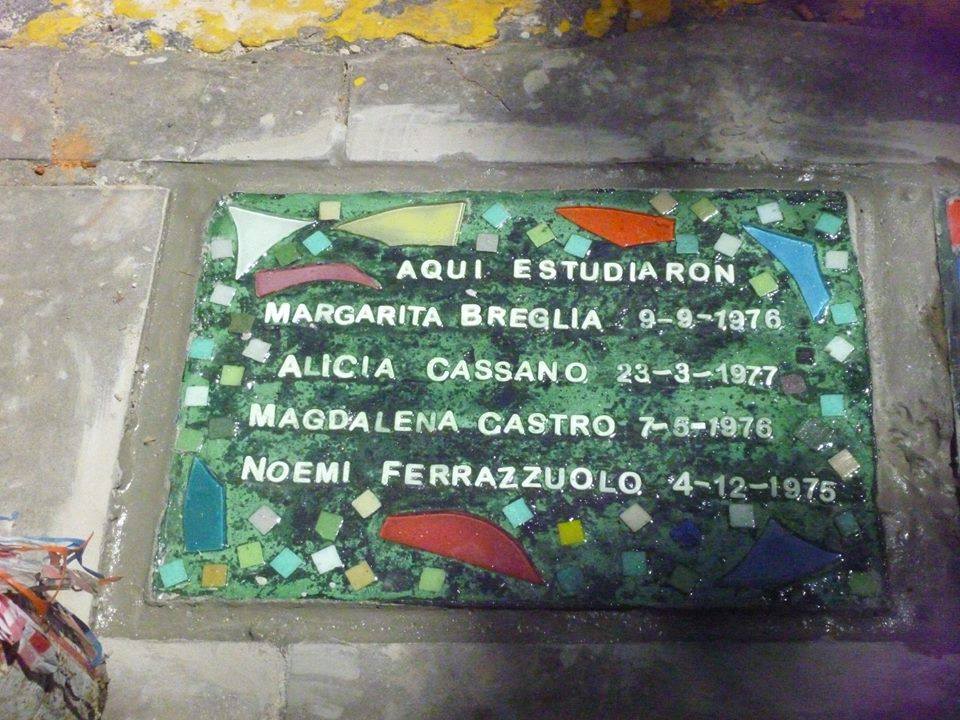 AQUI ESTUDIARON
MARGARITA BREGLIA 9-9-1976
ALICIA CASSANO 23-3-1977
MAGDALENA CASTRO 7-5-1976
NOEMI FERRAZZUOLO 4-12-1975